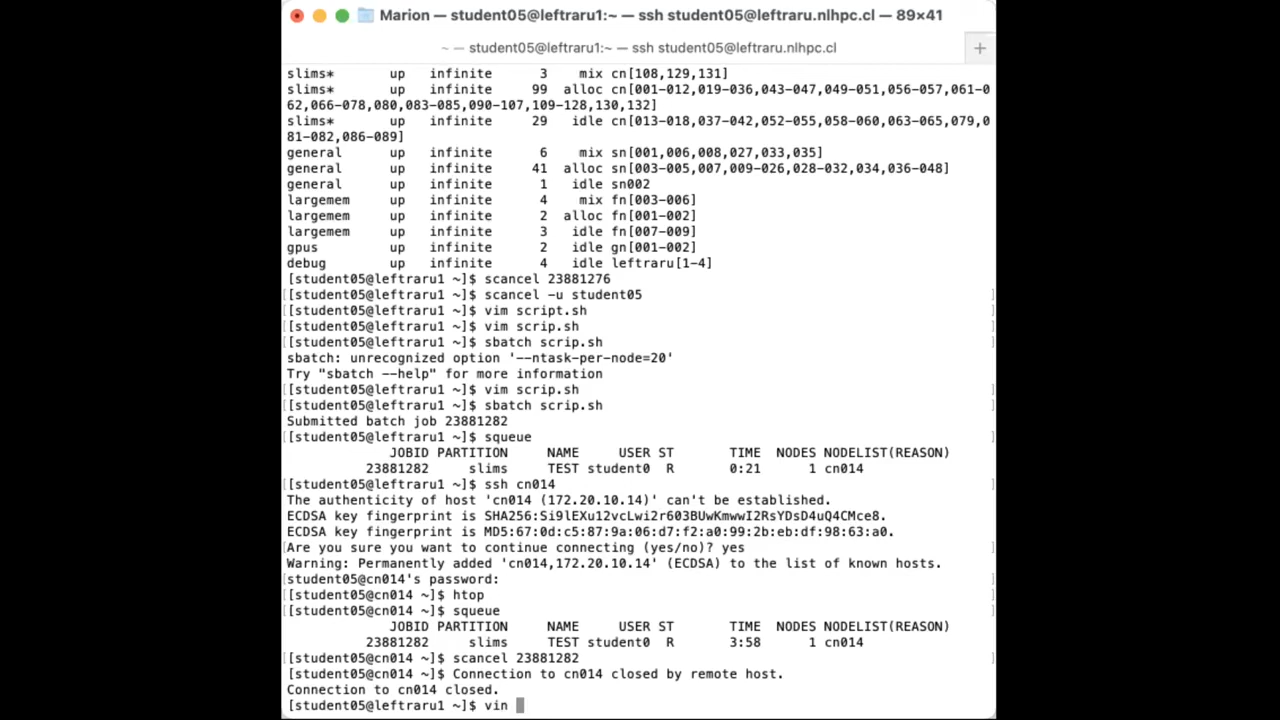 Marion — student05@leftraru1:~ — ssh student05@leftraru.nlhpc.cl — 89×41
~ — student05@leftraru1:~ — ssh student05@leftraru.nlhpc.cl
+
slims* up infinite 3 mix cn[108,129,131]
slims* up infinite 99 alloc cn[001-012,019-036,043-047,049-051,056-057,061-0
62,066-078,080,083-085,090-107,109-128,130,132]
slims* up infinite 29 idle cn[013-018,037-042,052-055,058-060,063-065,079,0
81-082,086-089]
general up infinite 6 mix sn[001,006,008,027,033,035]
general up infinite 41 alloc sn[003-005,007,009-026,028-032,034,036-048]
general up infinite 1 idle sn002
largemem up infinite 4 mix fn[003-006]
largemem up infinite 2 alloc fn[001-002]
largemem up infinite 3 idle fn[007-009]
gpus up infinite 2 idle gn[001-002]
debug up infinite 4 idle leftraru[1-4]
[student05@leftraru1 ~]$ scancel 23881276
[[student05@leftraru1 ~]$ scancel -u student05 ]
[[student05@leftraru1 ~]$ vim script.sh ]
[[student05@leftraru1 ~]$ vim scrip.sh ]
[[student05@leftraru1 ~]$ sbatch scrip.sh ]
sbatch: unrecognized option '--ntask-per-node=20'
Try "sbatch --help" for more information
[[student05@leftraru1 ~]$ vim scrip.sh ]
[[student05@leftraru1 ~]$ sbatch scrip.sh ]
Submitted batch job 23881282
[[student05@leftraru1 ~]$ squeue ]
JOBID PARTITION NAME USER ST TIME NODES NODELIST(REASON)
23881282 slims TEST student0 R 0:21 1 cn014
[[student05@leftraru1 ~]$ ssh cn014 ]
The authenticity of host 'cn014 (172.20.10.14)' can't be established.
ECDSA key fingerprint is SHA256:Si9lEXu12vcLwi2r603BUwKmwwI2RsYDsD4uQ4CMce8.
ECDSA key fingerprint is MD5:67:0d:c5:87:9a:06:d7:f2:a0:99:2b:eb:df:98:63:a0.
[Are you sure you want to continue connecting (yes/no)? yes ]
Warning: Permanently added 'cn014,172.20.10.14' (ECDSA) to the list of known hosts.
[student05@cn014's password: ]
[[student05@cn014 ~]$ htop ]
[[student05@cn014 ~]$ squeue ]
JOBID PARTITION NAME USER ST TIME NODES NODELIST(REASON)
23881282 slims TEST student0 R 3:58 1 cn014
[[student05@cn014 ~]$ scancel 23881282 ]
[[student05@cn014 ~]$ Connection to cn014 closed by remote host.
Connection to cn014 closed.
[student05@leftraru1 ~]$ vin